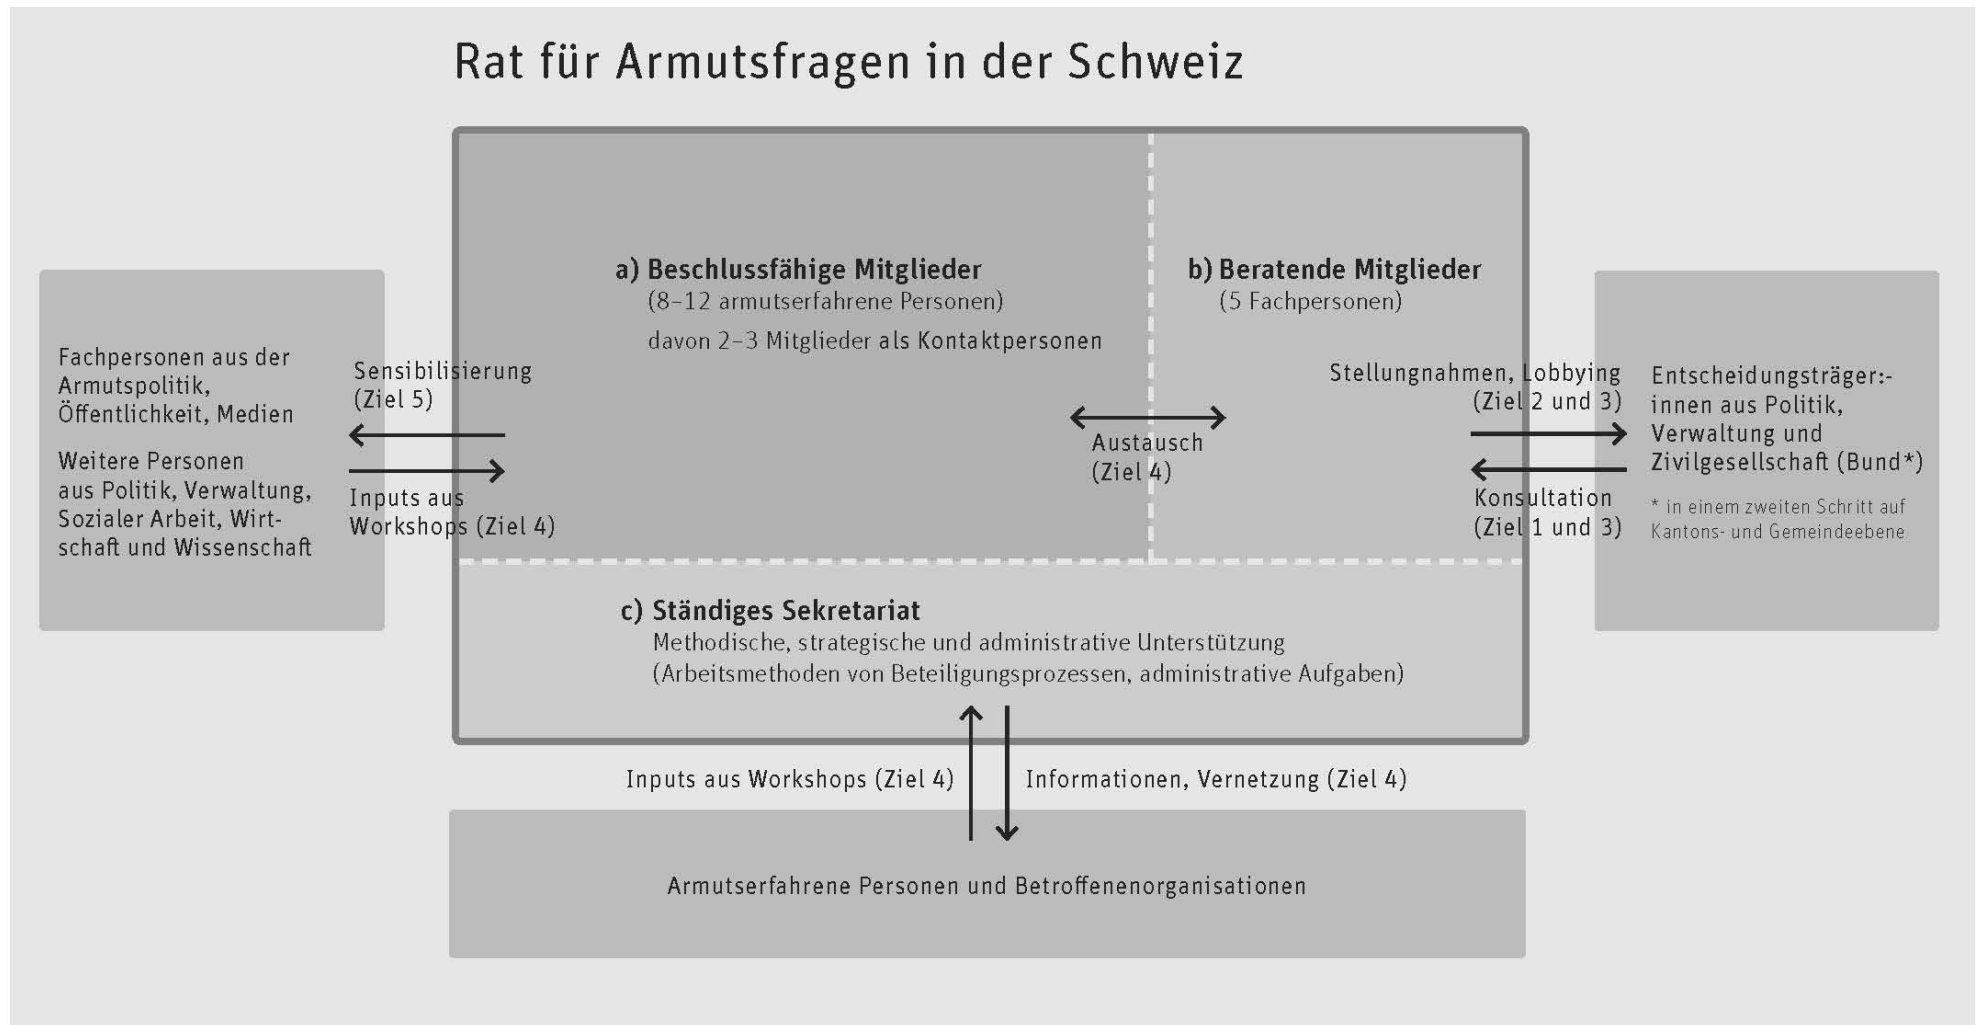 Rat für Armutsfragen in der Schweiz
a) Beschlussfähige Mitglieder
(8–12 armutserfahrene Personen)
davon 2–3 Mitglieder als Kontaktpersonen
b) Beratende Mitglieder
(5 Fachpersonen)
Fachpersonen aus der
Armutspolitik,
Öffentlichkeit, Medien
Weitere Personen
aus Politik, Verwaltung,
Sozialer Arbeit, Wirt-
schaft und Wissenschaft
Sensibilisierung
(Ziel 5)
Inputs aus
Workshops (Ziel 4)
Austausch
(Ziel 4)
Stellungnahmen, Lobbying
(Ziel 2 und 3)
Konsultation
(Ziel 1 und 3)
Entscheidungsträger:-
innen aus Politik,
Verwaltung und
Zivilgesellschaft (Bund*)
* in einem zweiten Schritt auf
Kantons- und Gemeindeebene
c) Ständiges Sekretariat
Methodische, strategische und administrative Unterstützung
(Arbeitsmethoden von Beteiligungsprozessen, administrative Aufgaben)
Inputs aus Workshops (Ziel 4)
Informationen, Vernetzung (Ziel 4)
Armutserfahrene Personen und Betroffenenorganisationen